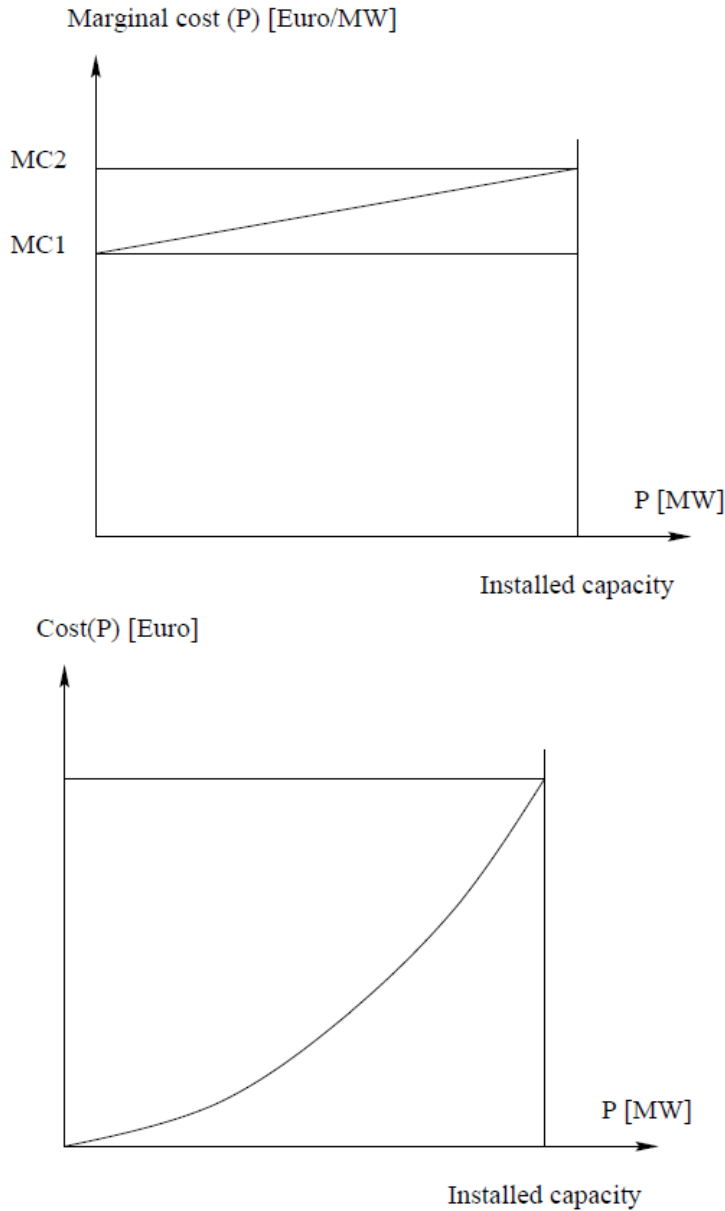 Marginal cost (P) [Euro/MW]
MC2
MC1
P [MW]
Installed capacity
Cost(P) [Euro]
P [MW]
Installed capacity